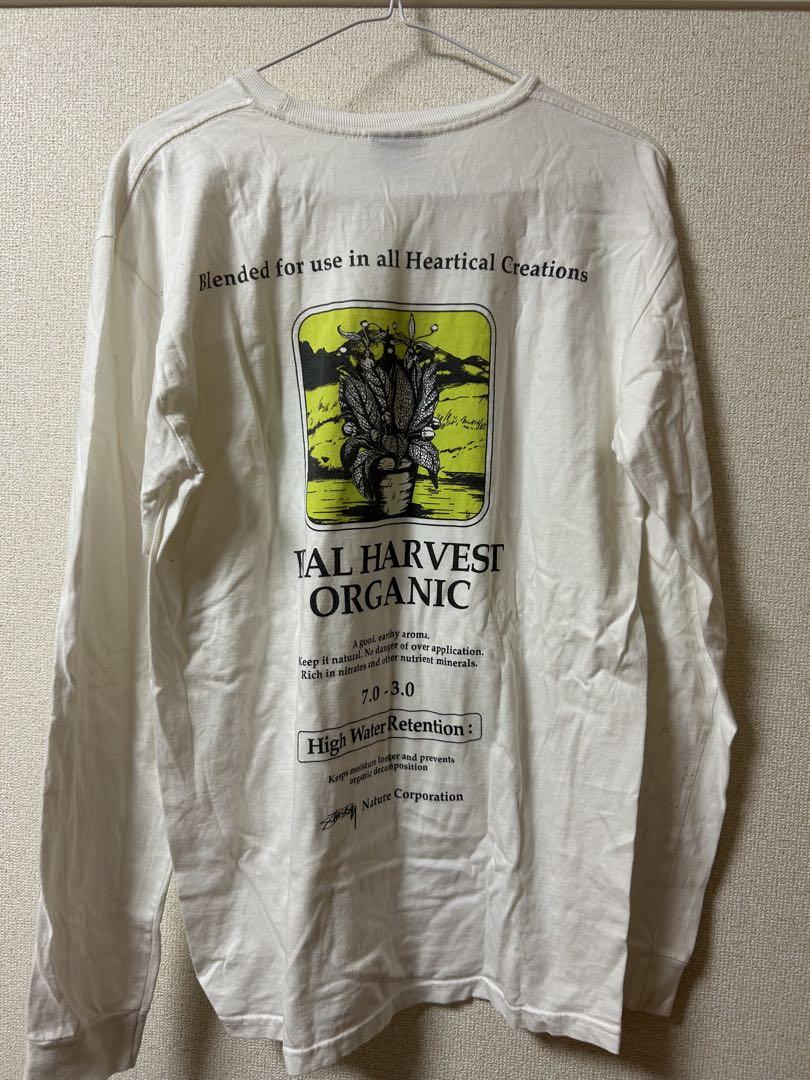 Blended for use in all Heartical Creations
ITAL HARVEST
ORGANIC
A good, earthy aroma.
Keep it natural. No danger of over application.
Rich in nitrates and other nutrient minerals.
7.0 - 3.0
High Water Retention :
Keeps moisture longer and prevents
organic decomposition
Stüssy Nature Corporation